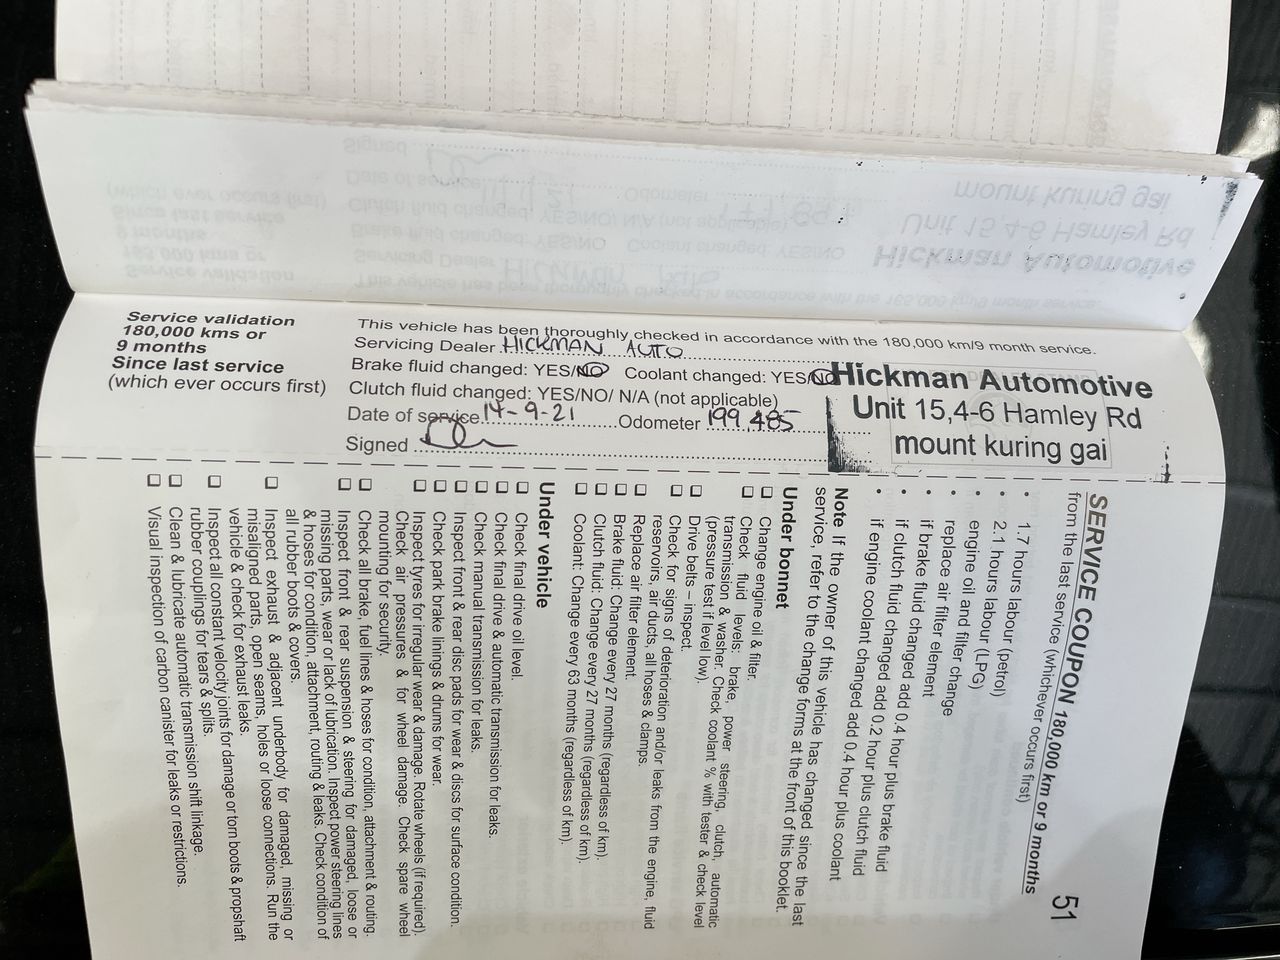 Service validation
180,000 kms or
9 months
Since last service
(which ever occurs first)
This vehicle has been thoroughly checked in accordance with the 180,000 km/9 month service.
Servicing Dealer HICKMAN AUTO
Brake fluid changed: YES/NO Coolant changed: YES/NO
Clutch fluid changed: YES/NO/ N/A (not applicable)
Date of service 14-9-21 Odometer 199,485
Signed
Hickman Automotive
Unit 15,4-6 Hamley Rd
mount kuring gai
51
SERVICE COUPON 180,000 km or 9 months
from the last service (whichever occurs first)
• 1.7 hours labour (petrol)
• 2.1 hours labour (LPG)
• engine oil and filter change
• replace air filter element
• if brake fluid changed add 0.4 hour plus brake fluid
• if clutch fluid changed add 0.2 hour plus clutch fluid
• if engine coolant changed add 0.4 hour plus coolant
Note If the owner of this vehicle has changed since the last
service, refer to the change forms at the front of this booklet.
Under bonnet
☐ Change engine oil & filter.
☐ Check fluid levels: brake, power steering, clutch, automatic
transmission & washer. Check coolant % with tester & check level
(pressure test if level low).
☐ Drive belts – inspect.
☐ Check for signs of deterioration and/or leaks from the engine, fluid
reservoirs, air ducts, all hoses & clamps.
☐ Replace air filter element.
☐ Brake fluid: Change every 27 months (regardless of km).
☐ Clutch fluid: Change every 27 months (regardless of km).
☐ Coolant: Change every 63 months (regardless of km).
Under vehicle
☐ Check final drive oil level.
☐ Check final drive & automatic transmission for leaks.
☐ Check manual transmission for leaks.
☐ Inspect front & rear disc pads for wear & discs for surface condition.
☐ Check park brake linings & drums for wear.
☐ Inspect tyres for irregular wear & damage. Rotate wheels (if required).
Check air pressures & for wheel damage. Check spare wheel
mounting for security.
☐ Check all brake, fuel lines & hoses for condition, attachment & routing.
☐ Inspect front & rear suspension & steering for damaged, loose or
missing parts, wear or lack of lubrication. Inspect power steering lines
& hoses for condition, attachment, routing & leaks. Check condition of
all rubber boots & covers.
☐ Inspect exhaust & adjacent underbody for damaged, missing or
misaligned parts, open seams, holes or loose connections. Run the
vehicle & check for exhaust leaks.
☐ Inspect all constant velocity joints for damage or torn boots & propshaft
rubber couplings for tears & splits.
☐ Clean & lubricate automatic transmission shift linkage.
☐ Visual inspection of carbon canister for leaks or restrictions.